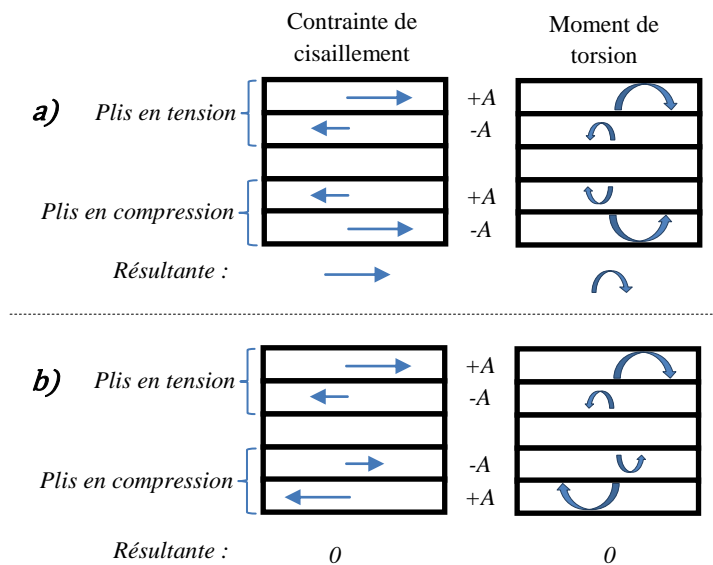 Contrainte de
cisaillement
Moment de
torsion
a)
Plis en tension
+A
-A
Plis en compression
+A
-A
Résultante :
b)
Plis en tension
+A
-A
Plis en compression
-A
+A
Résultante :
0
0